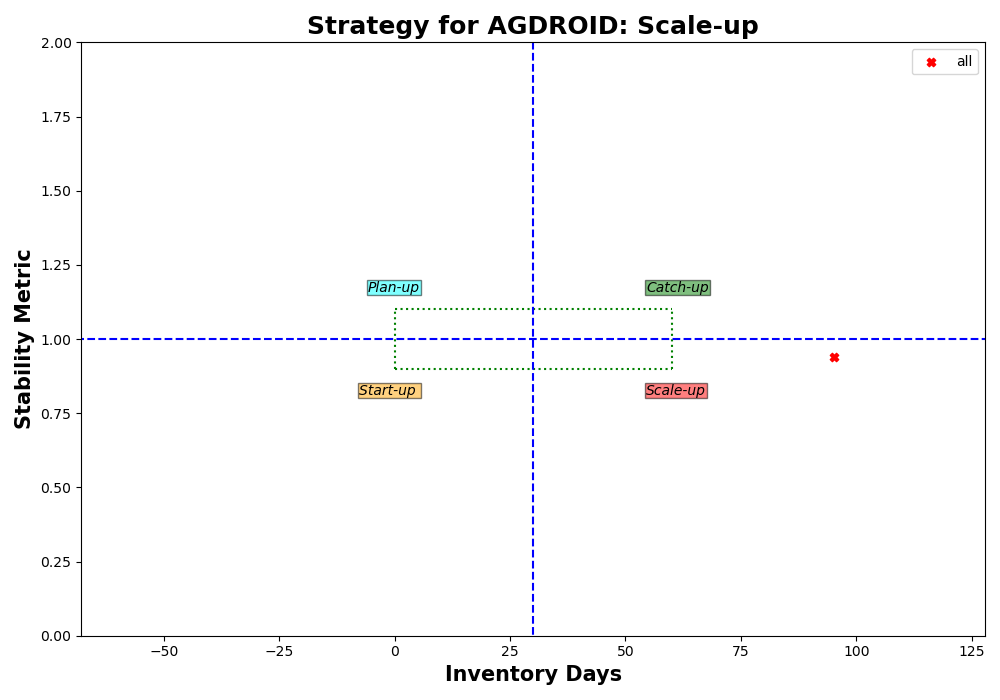 Strategy for AGDROID: Scale-up
2.00
all
1.75
1.50
1.25
Plan-up Catch-up
1.00
Start-up Scale-up
0.75
0.50
0.25
0.00
−50 −25 0 25 50 75 100 125
Stability Metric
Inventory Days